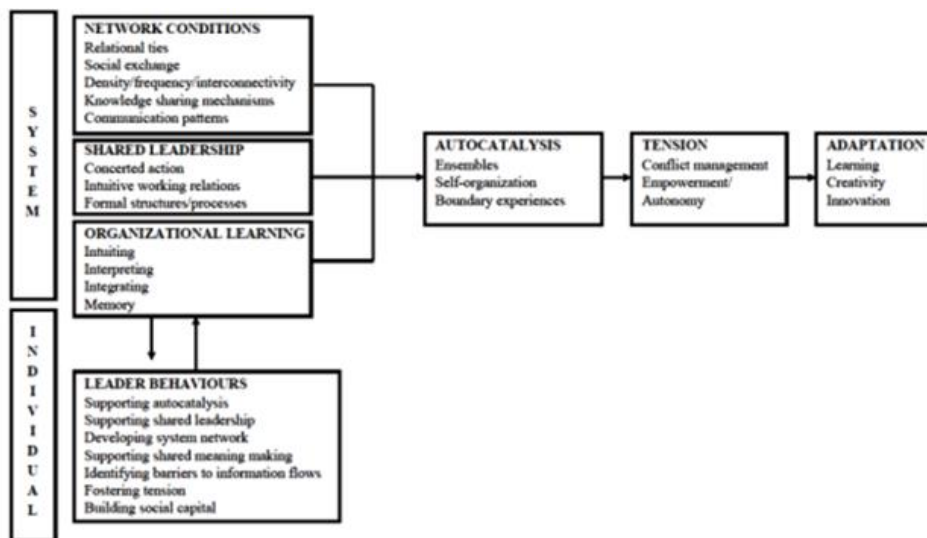 SYSTEM
NETWORK CONDITIONS
Relational ties
Social exchange
Density/frequency/interconnectivity
Knowledge sharing mechanisms
Communication patterns
SHARED LEADERSHIP
Concerted action
Intuitive working relations
Formal structures/processes
ORGANIZATIONAL LEARNING
Intuiting
Interpreting
Integrating
Memory
AUTOCATALYSIS
Ensembles
Self-organization
Boundary experiences
TENSION
Conflict management
Empowerment/
Autonomy
ADAPTATION
Learning
Creativity
Innovation
INDIVIDUAL
LEADER BEHAVIOURS
Supporting autocatalysis
Supporting shared leadership
Developing system network
Supporting shared meaning making
Identifying barriers to information flows
Fostering tension
Building social capital